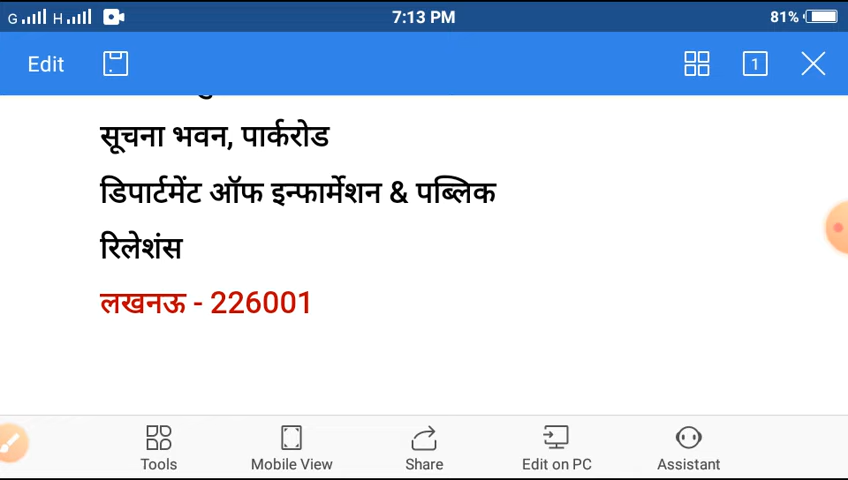 G H 7:13 PM 81%
Edit 1
सूचना भवन, पार्करोड
डिपार्टमेंट ऑफ इन्फार्मेशन & पब्लिक
रिलेशंस
लखनऊ - 226001
Tools Mobile View Share Edit on PC Assistant